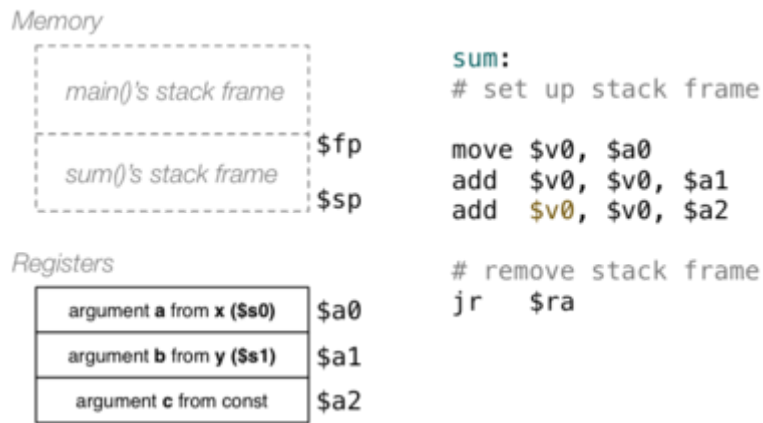 Memory
main()'s stack frame
$fp
sum()'s stack frame
$sp
Registers
argument a from x ($s0) $a0
argument b from y ($s1) $a1
argument c from const $a2
sum:
# set up stack frame
move $v0, $a0
add $v0, $v0, $a1
add $v0, $v0, $a2
# remove stack frame
jr $ra